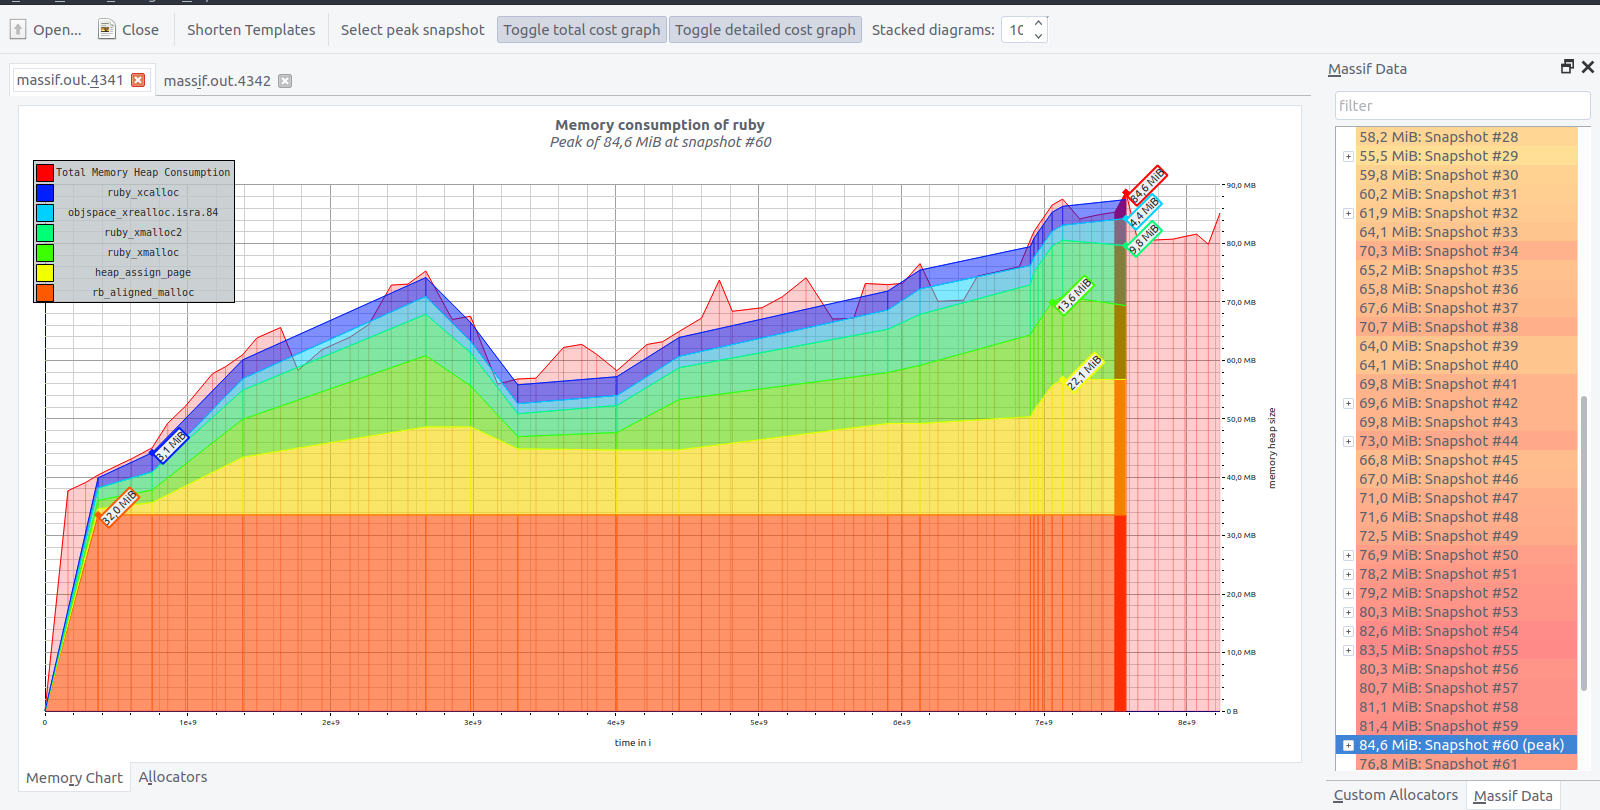 Open...
Close
Shorten Templates
Select peak snapshot
Toggle total cost graph
Toggle detailed cost graph
Stacked diagrams:
10
massif.out.4341
massif.out.4342
Memory consumption of ruby
Peak of 84,6 MiB at snapshot #60
Total Memory Heap Consumption
ruby_xcalloc
objspace_xrealloc.isra.84
ruby_xmalloc2
ruby_xmalloc
heap_assign_page
rb_aligned_malloc
84,6 MiB
4,4 MiB
9,8 MiB
13,6 MiB
22,1 MiB
3,1 MiB
32,0 MiB
90,0 MB
80,0 MB
70,0 MB
60,0 MB
50,0 MB
40,0 MB
30,0 MB
20,0 MB
10,0 MB
0 B
memory heap size
0
1e+9
2e+9
3e+9
4e+9
5e+9
6e+9
7e+9
8e+9
time in i
Memory Chart
Allocators
Massif Data
filter
58,2 MiB: Snapshot #28
55,5 MiB: Snapshot #29
59,8 MiB: Snapshot #30
60,2 MiB: Snapshot #31
61,9 MiB: Snapshot #32
64,1 MiB: Snapshot #33
70,3 MiB: Snapshot #34
65,2 MiB: Snapshot #35
65,8 MiB: Snapshot #36
67,6 MiB: Snapshot #37
70,7 MiB: Snapshot #38
64,0 MiB: Snapshot #39
64,1 MiB: Snapshot #40
69,8 MiB: Snapshot #41
69,6 MiB: Snapshot #42
69,8 MiB: Snapshot #43
73,0 MiB: Snapshot #44
66,8 MiB: Snapshot #45
67,0 MiB: Snapshot #46
71,0 MiB: Snapshot #47
71,6 MiB: Snapshot #48
72,5 MiB: Snapshot #49
76,9 MiB: Snapshot #50
78,2 MiB: Snapshot #51
79,2 MiB: Snapshot #52
80,3 MiB: Snapshot #53
82,6 MiB: Snapshot #54
83,5 MiB: Snapshot #55
80,3 MiB: Snapshot #56
80,7 MiB: Snapshot #57
81,1 MiB: Snapshot #58
81,4 MiB: Snapshot #59
84,6 MiB: Snapshot #60 (peak)
76,8 MiB: Snapshot #61
Custom Allocators
Massif Data